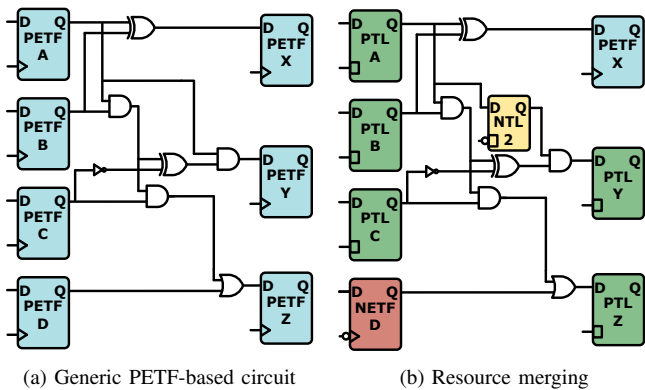 D Q
PETF
A
D Q
PETF
B
D Q
PETF
C
D Q
PETF
D
D Q
PETF
X
D Q
PETF
Y
D Q
PETF
Z
(a) Generic PETF-based circuit
D Q
PTL
A
D Q
PTL
B
D Q
PTL
C
D Q
NETF
D
D Q
NTL
2
D Q
PETF
X
D Q
PTL
Y
D Q
PTL
Z
(b) Resource merging